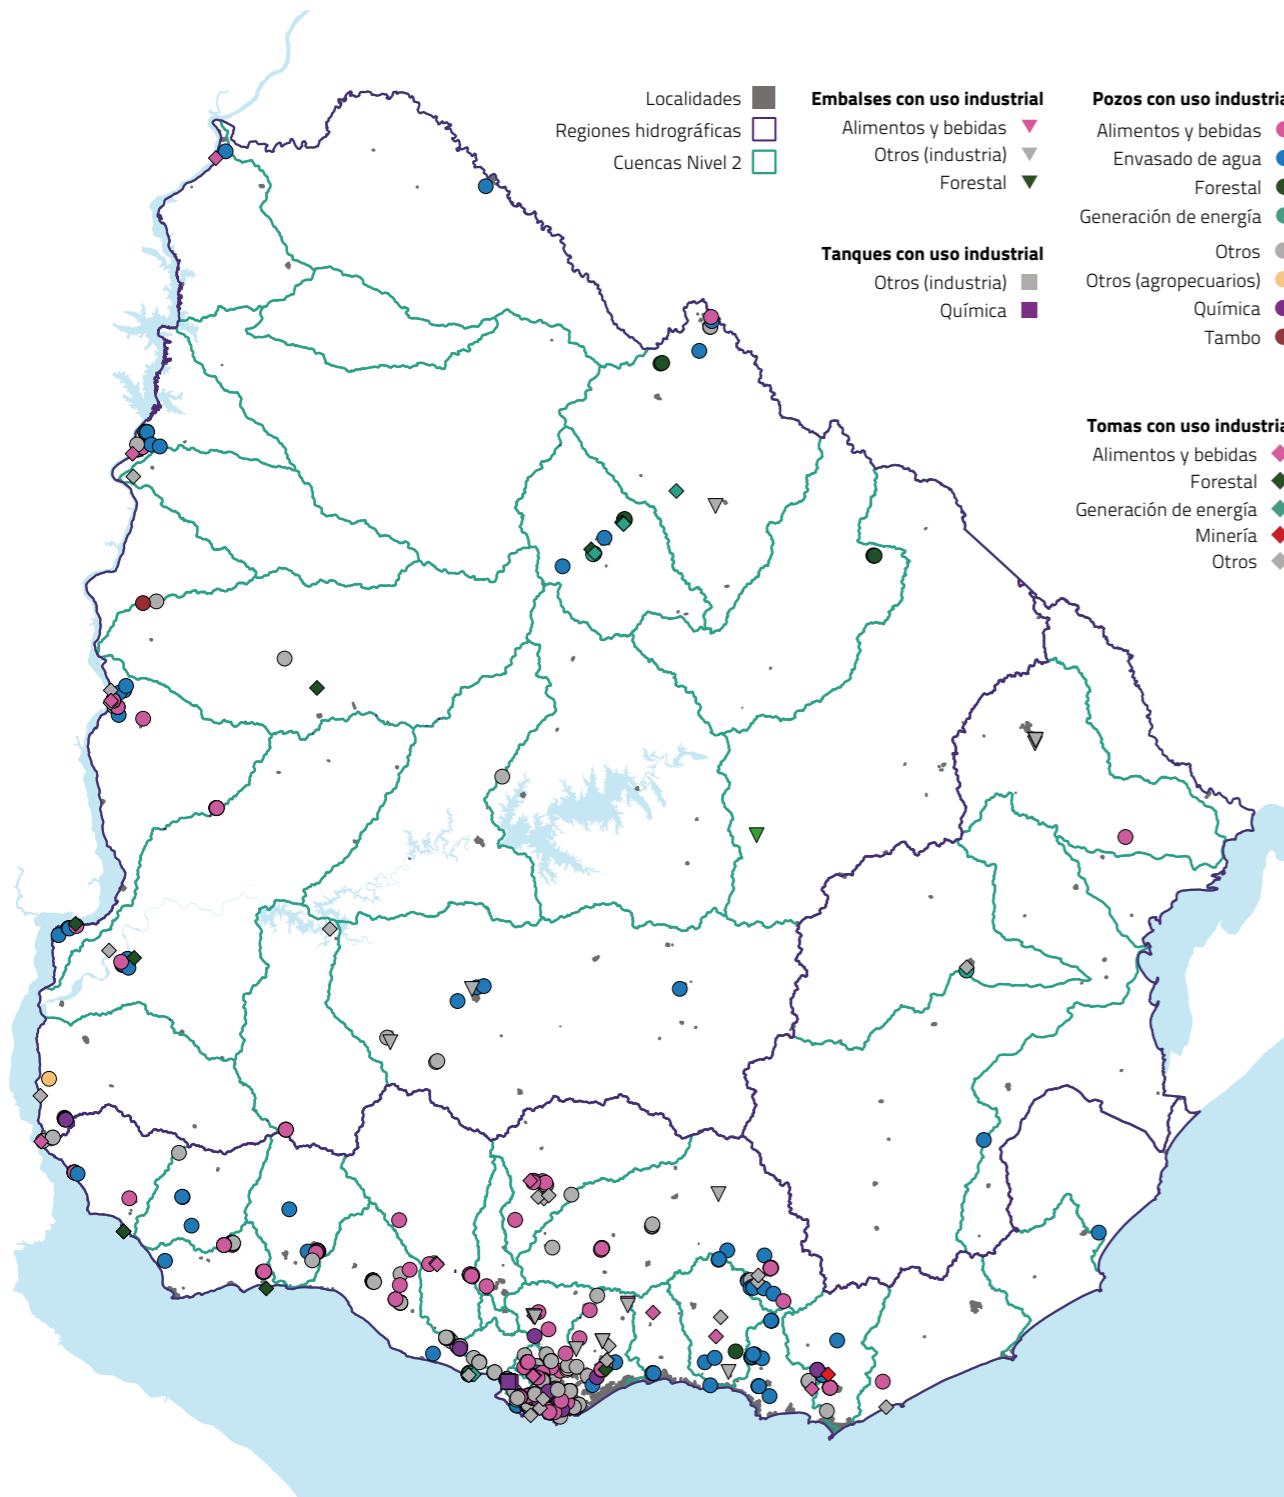 Localidades
Regiones hidrográficas
Cuencas Nivel 2
Embalses con uso industrial
Alimentos y bebidas
Otros (industria)
Forestal
Tanques con uso industrial
Otros (industria)
Química
Pozos con uso industria
Alimentos y bebidas
Envasado de agua
Forestal
Generación de energía
Otros
Otros (agropecuarios)
Química
Tambo
Tomas con uso industria
Alimentos y bebidas
Forestal
Generación de energía
Minería
Otros